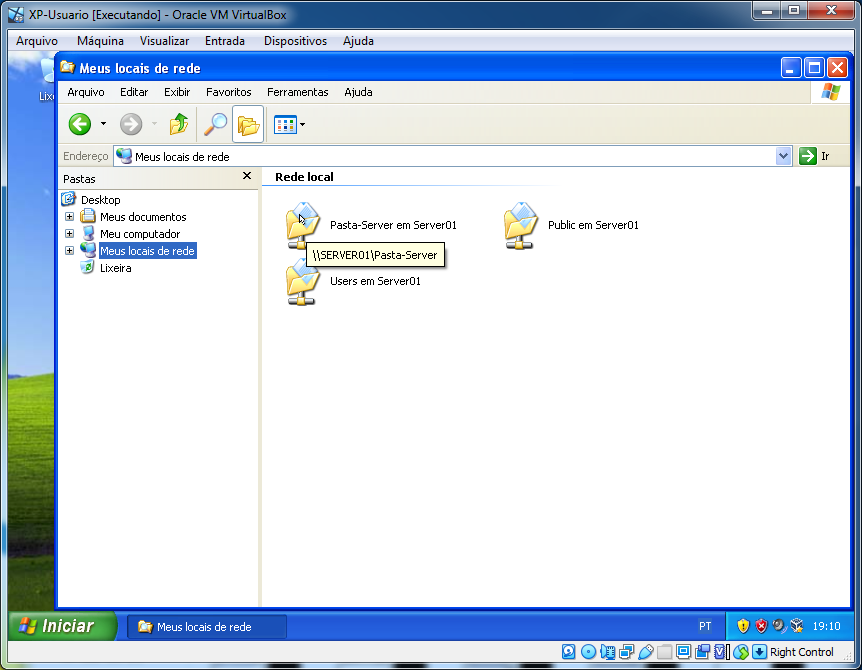 XP-Usuario [Executando] - Oracle VM VirtualBox
Arquivo Máquina Visualizar Entrada Dispositivos Ajuda
Meus locais de rede
Arquivo Editar Exibir Favoritos Ferramentas Ajuda
Endereço Meus locais de rede Ir
Pastas
Rede local
Desktop
Meus documentos
Meu computador
Meus locais de rede
Lixeira
Pasta-Server em Server01
Public em Server01
\\SERVER01\Pasta-Server
Users em Server01
Iniciar Meus locais de rede PT 19:10
Right Control